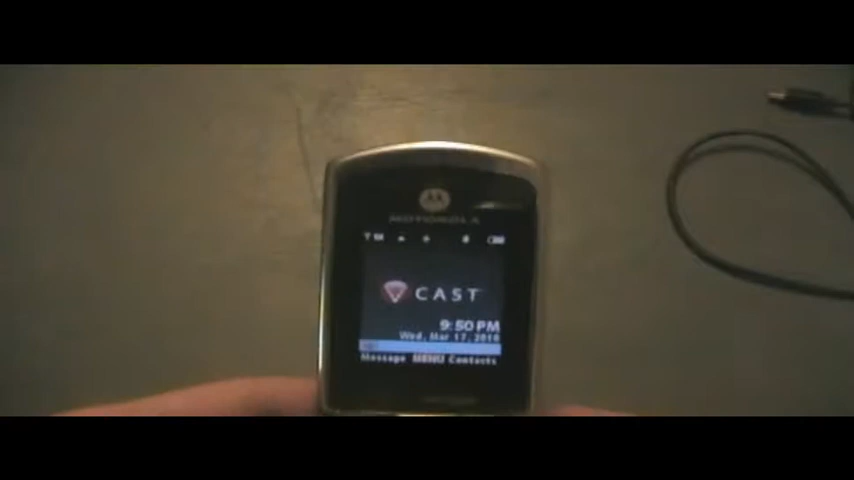 MOTOROLA
V CAST
9:50 PM
Wed, Mar 17, 2010
Message MENU Contacts